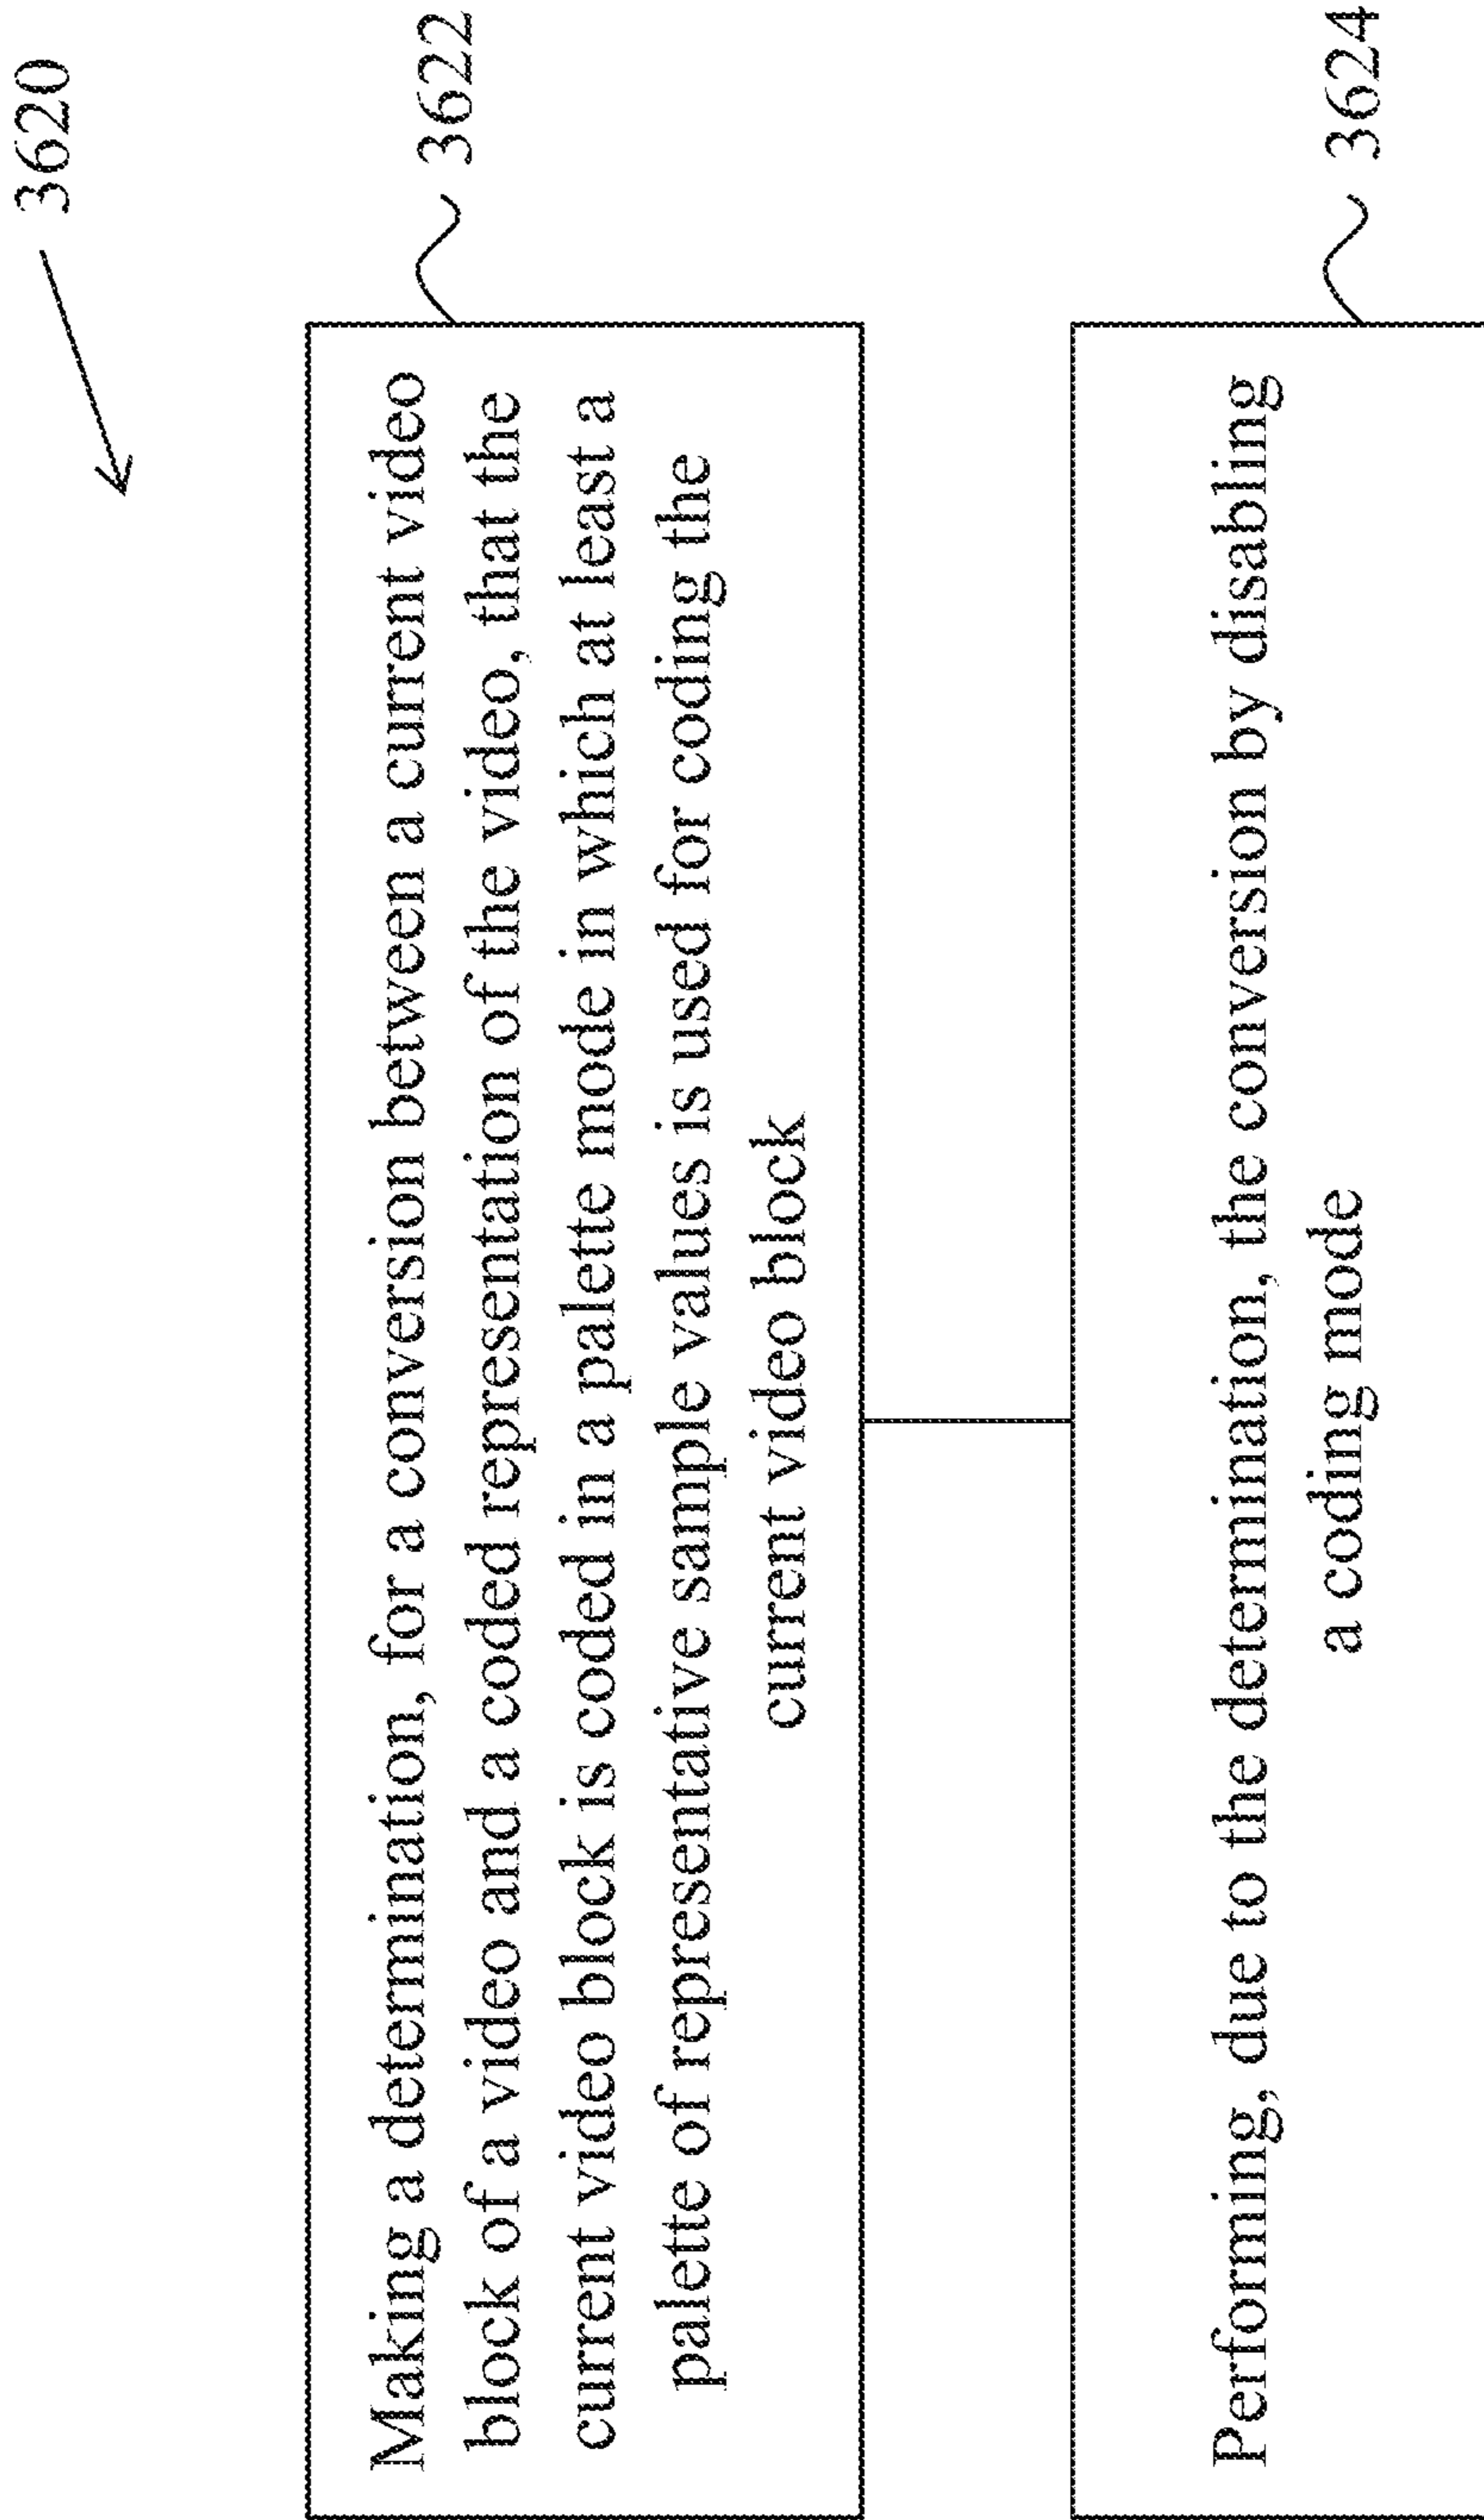 3620
Making a determination, for a conversion between a current video
block of a video and a coded representation of the video, that the
current video block is coded in a palette mode in which at least a
palette of representative sample values is used for coding the
current video block
3622
Performing, due to the determination, the conversion by disabling
a coding mode
3624